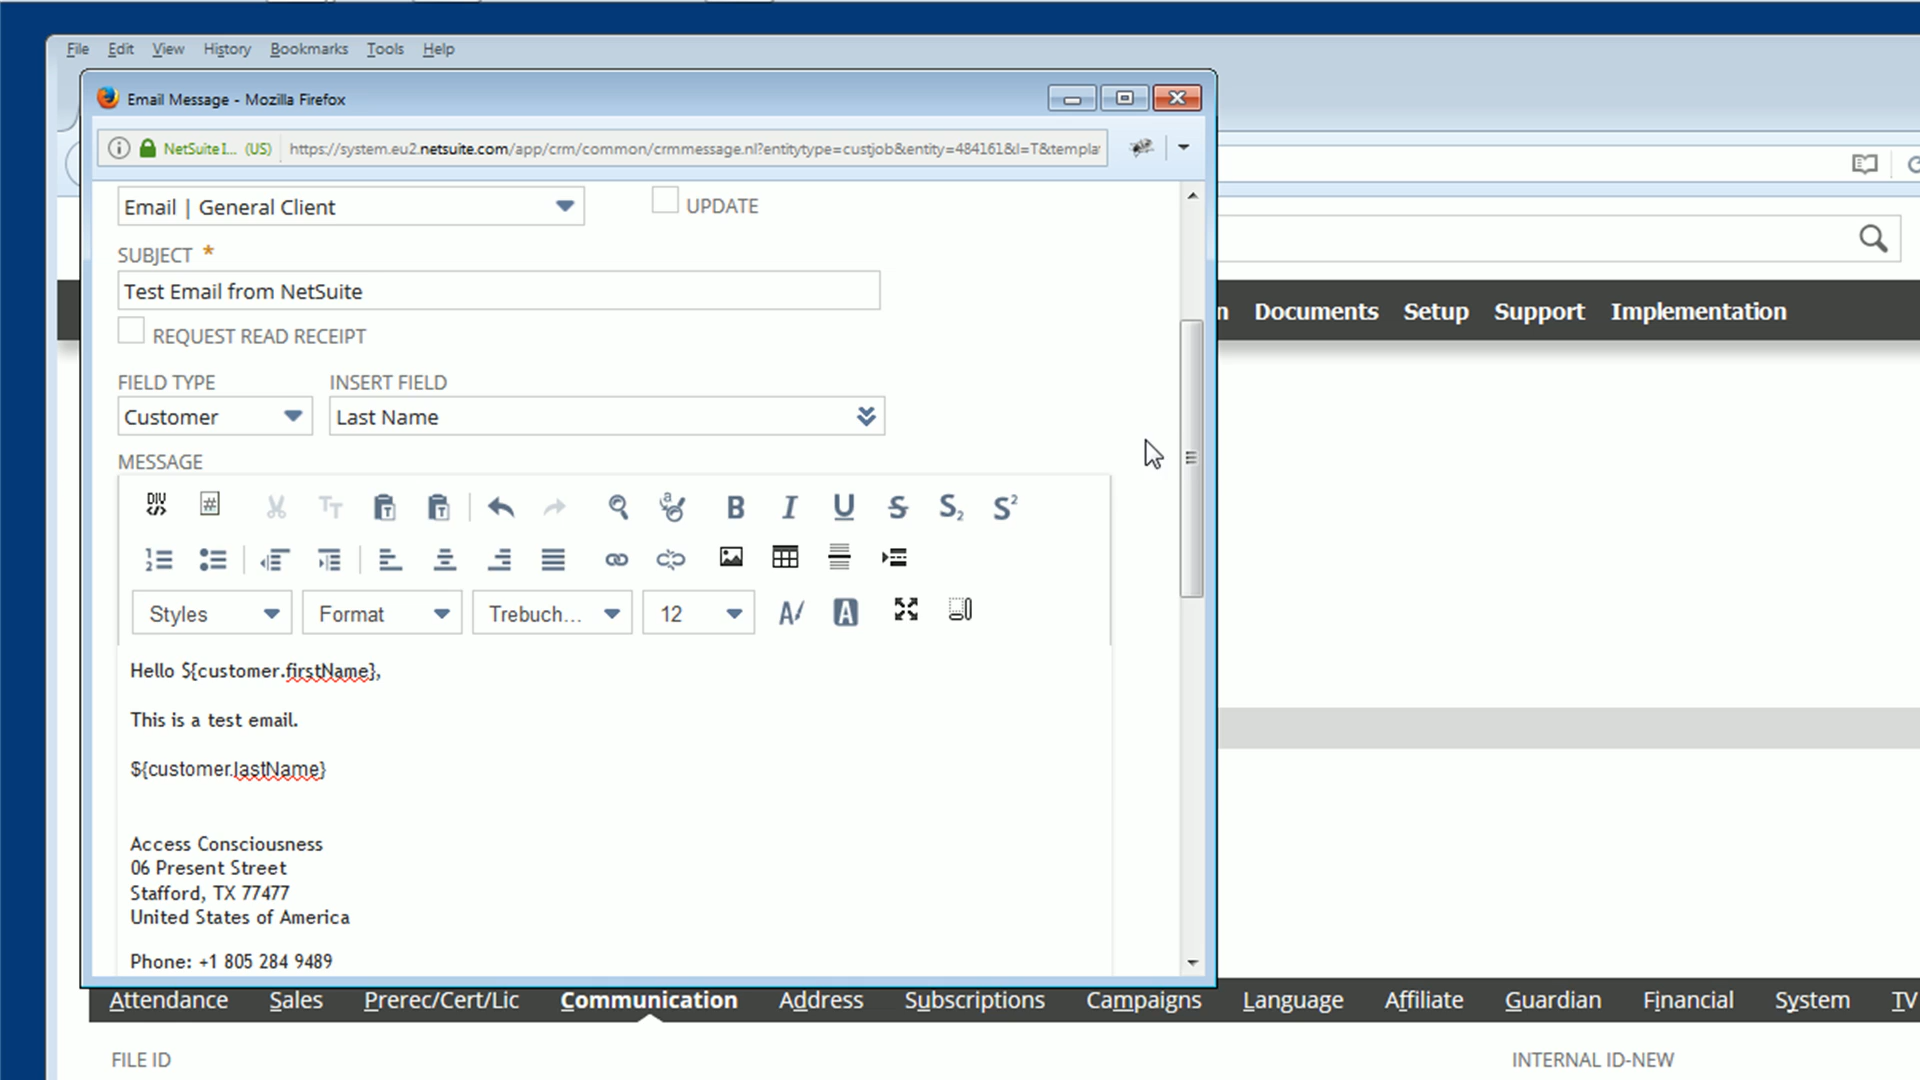 File Edit View History Bookmarks Tools Help
Email Message - Mozilla Firefox
NetSuite I... (US) https://system.eu2.netsuite.com/app/crm/common/crmmessage.nl?entitytype=custjob&entity=484161&l=T&templa
Email | General Client
UPDATE
SUBJECT *
Test Email from NetSuite
REQUEST READ RECEIPT
n Documents Setup Support Implementation
FIELD TYPE INSERT FIELD
Customer Last Name
MESSAGE
Styles Format Trebuch... 12
Hello ${customer.firstName},
This is a test email.
${customer.lastName}
Access Consciousness
06 Present Street
Stafford, TX 77477
United States of America
Phone: +1 805 284 9489
Attendance Sales Prerec/Cert/Lic Communication Address Subscriptions Campaigns Language Affiliate Guardian Financial System TV
FILE ID INTERNAL ID-NEW